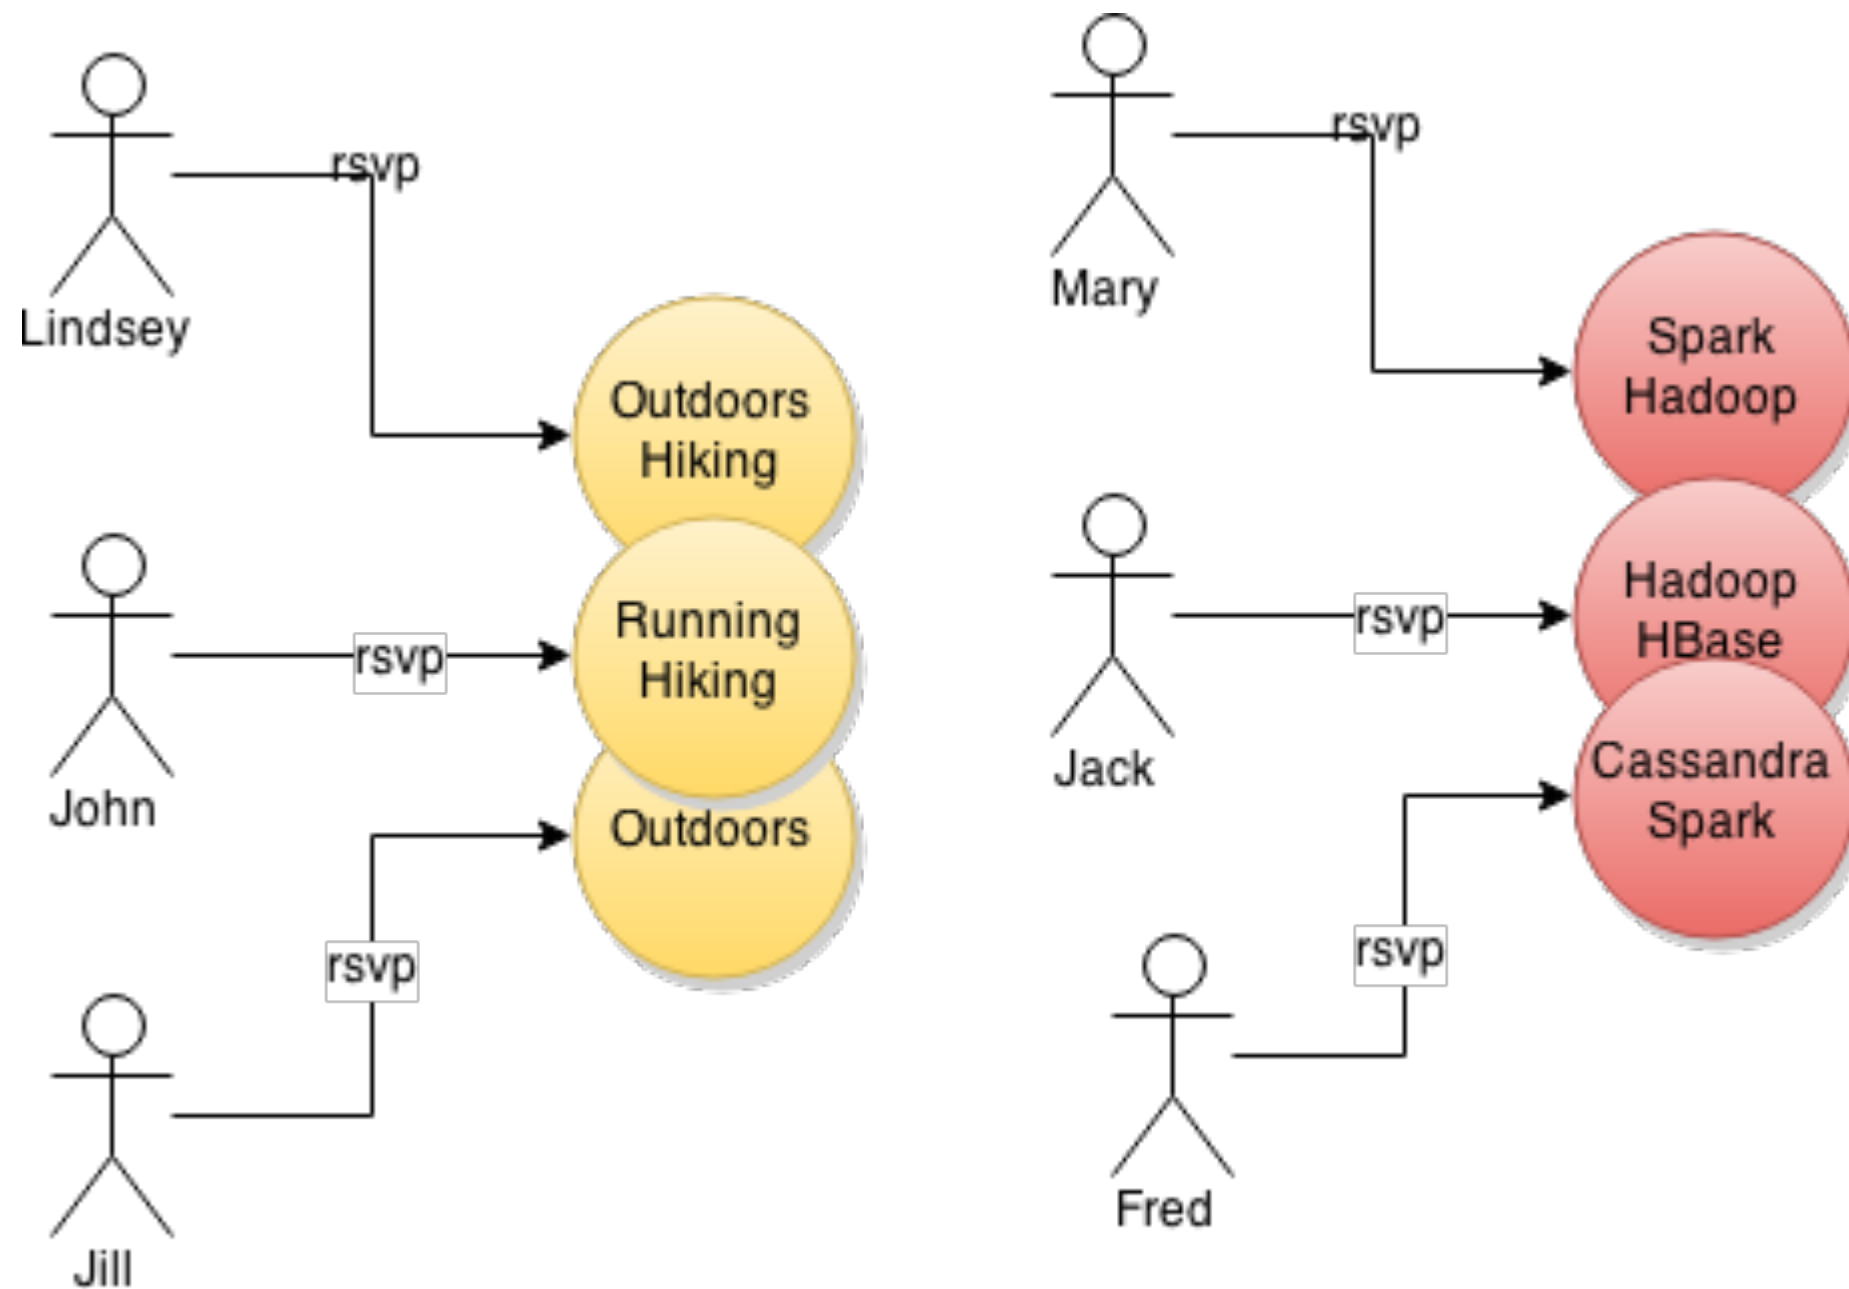 rsvp
Lindsey
Outdoors
Hiking
rsvp
John
Running
Hiking
Outdoors
rsvp
Jill
rsvp
Mary
Spark
Hadoop
rsvp
Jack
Hadoop
HBase
Cassandra
Spark
rsvp
Fred